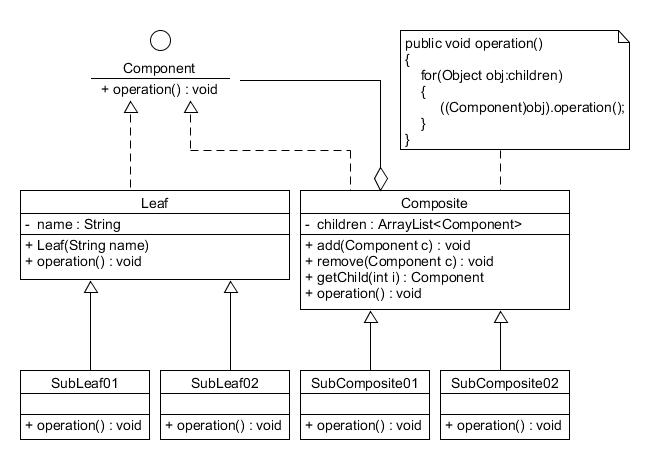 Component
+ operation() : void
public void operation()
{
for(Object obj:children)
{
((Component)obj).operation();
}
}
Leaf
- name : String
+ Leaf(String name)
+ operation() : void
Composite
- children : ArrayList<Component>
+ add(Component c) : void
+ remove(Component c) : void
+ getChild(int i) : Component
+ operation() : void
SubLeaf01
+ operation() : void
SubLeaf02
+ operation() : void
SubComposite01
+ operation() : void
SubComposite02
+ operation() : void